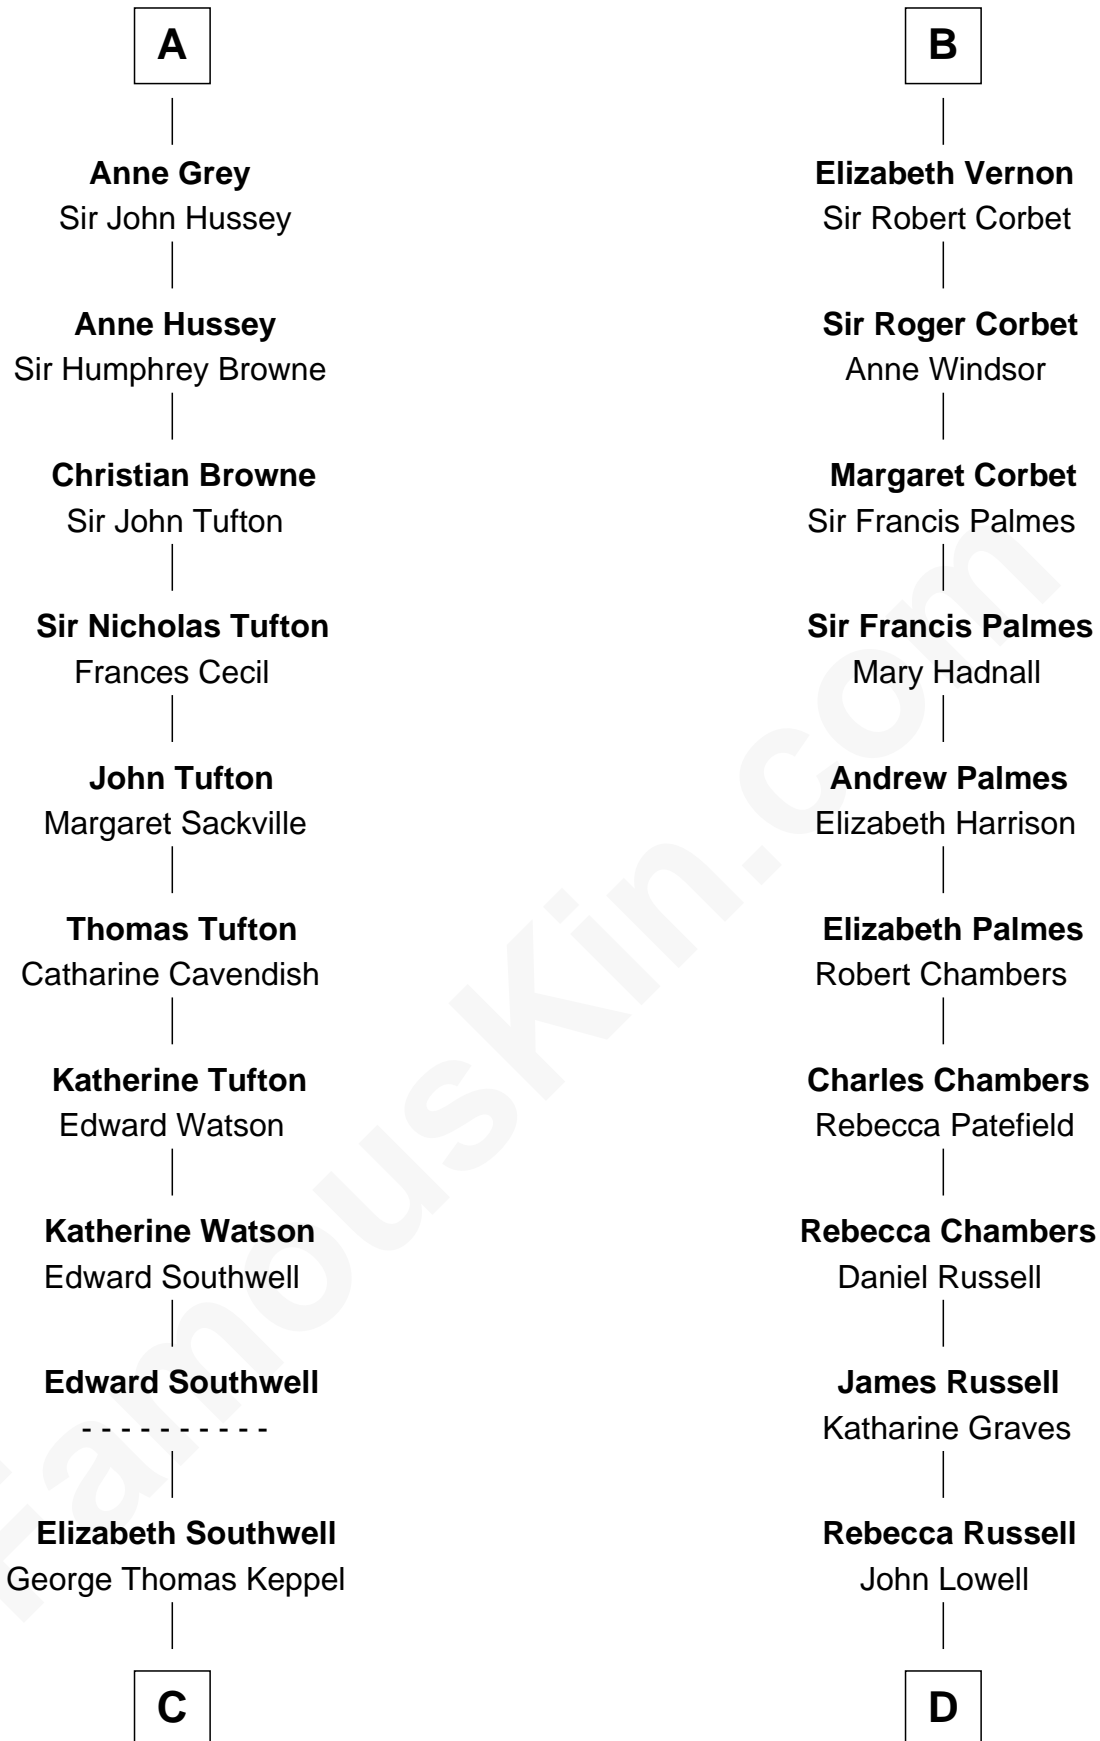 A
Anne Grey
Sir John Hussey
Anne Hussey
Sir Humphrey Browne
Christian Browne
Sir John Tufton
Sir Nicholas Tufton
Frances Cecil
John Tufton
Margaret Sackville
Thomas Tufton
Catharine Cavendish
Katherine Tufton
Edward Watson
Katherine Watson
Edward Southwell
Edward Southwell
- - - - - - - - - -
Elizabeth Southwell
George Thomas Keppel
C
B
Elizabeth Vernon
Sir Robert Corbet
Sir Roger Corbet
Anne Windsor
Margaret Corbet
Sir Francis Palmes
Sir Francis Palmes
Mary Hadnall
Andrew Palmes
Elizabeth Harrison
Elizabeth Palmes
Robert Chambers
Charles Chambers
Rebecca Patefield
Rebecca Chambers
Daniel Russell
James Russell
Katharine Graves
Rebecca Russell
John Lowell
D
FamousKin.com